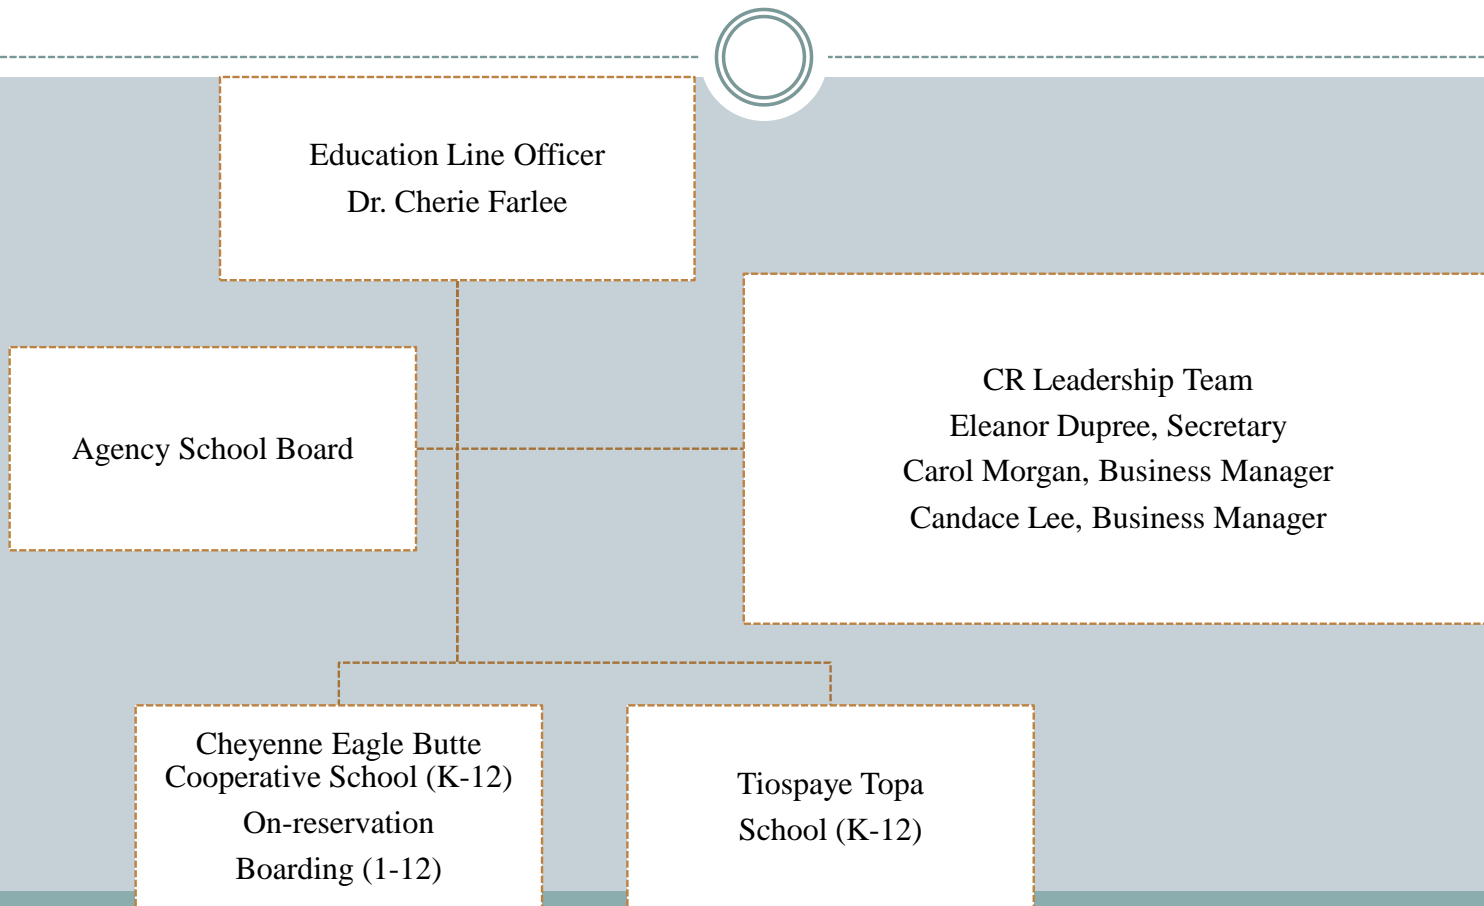 Education Line Officer
Dr. Cherie Farlee
Agency School Board
CR Leadership Team
Eleanor Dupree, Secretary
Carol Morgan, Business Manager
Candace Lee, Business Manager
Cheyenne Eagle Butte
Cooperative School (K-12)
On-reservation
Boarding (1-12)
Tiospaye Topa
School (K-12)